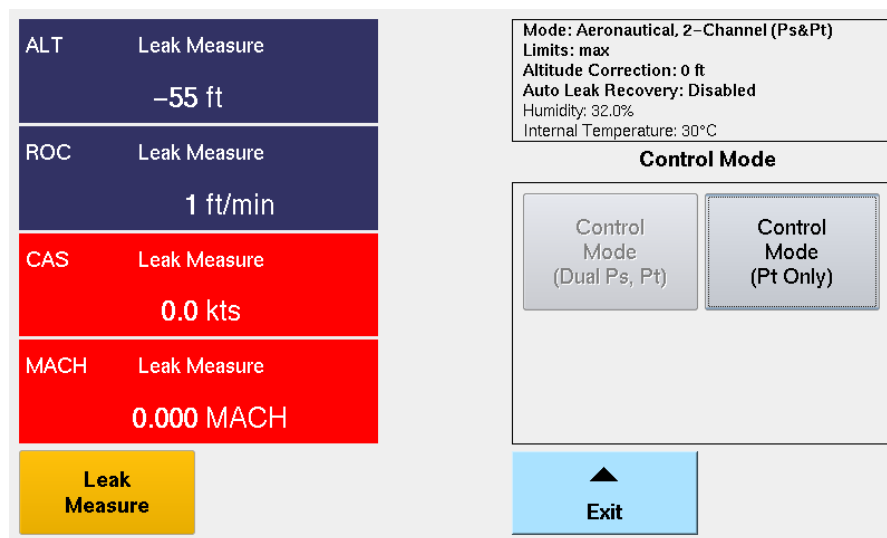 ALT Leak Measure
–55 ft
ROC Leak Measure
1 ft/min
CAS Leak Measure
0.0 kts
MACH Leak Measure
0.000 MACH
Leak
Measure
Mode: Aeronautical, 2–Channel (Ps&Pt)
Limits: max
Altitude Correction: 0 ft
Auto Leak Recovery: Disabled
Humidity: 32.0%
Internal Temperature: 30°C
Control Mode
Control
Mode
(Dual Ps, Pt)
Control
Mode
(Pt Only)
Exit